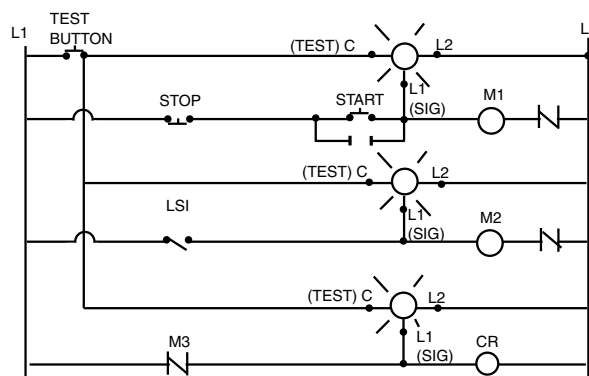 TEST
BUTTON
L1
L
(TEST) C
L2
L1
(SIG)
STOP
START
M1
(TEST) C
L2
LSI
L1
(SIG)
M2
(TEST) C
L2
L1
(SIG)
M3
CR